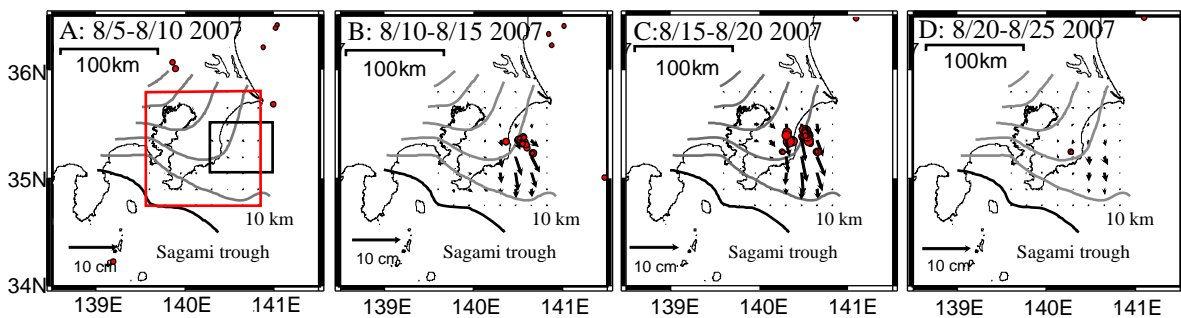 A: 8/5-8/10 2007
B: 8/10-8/15 2007
C:8/15-8/20 2007
D: 8/20-8/25 2007
100km
100km
100km
100km
36N
35N
34N
10 km
10 km
10 km
10 km
Sagami trough
Sagami trough
Sagami trough
Sagami trough
10 cm
10 cm
10 cm
10 cm
139E 140E 141E
139E 140E 141E
139E 140E 141E
139E 140E 141E